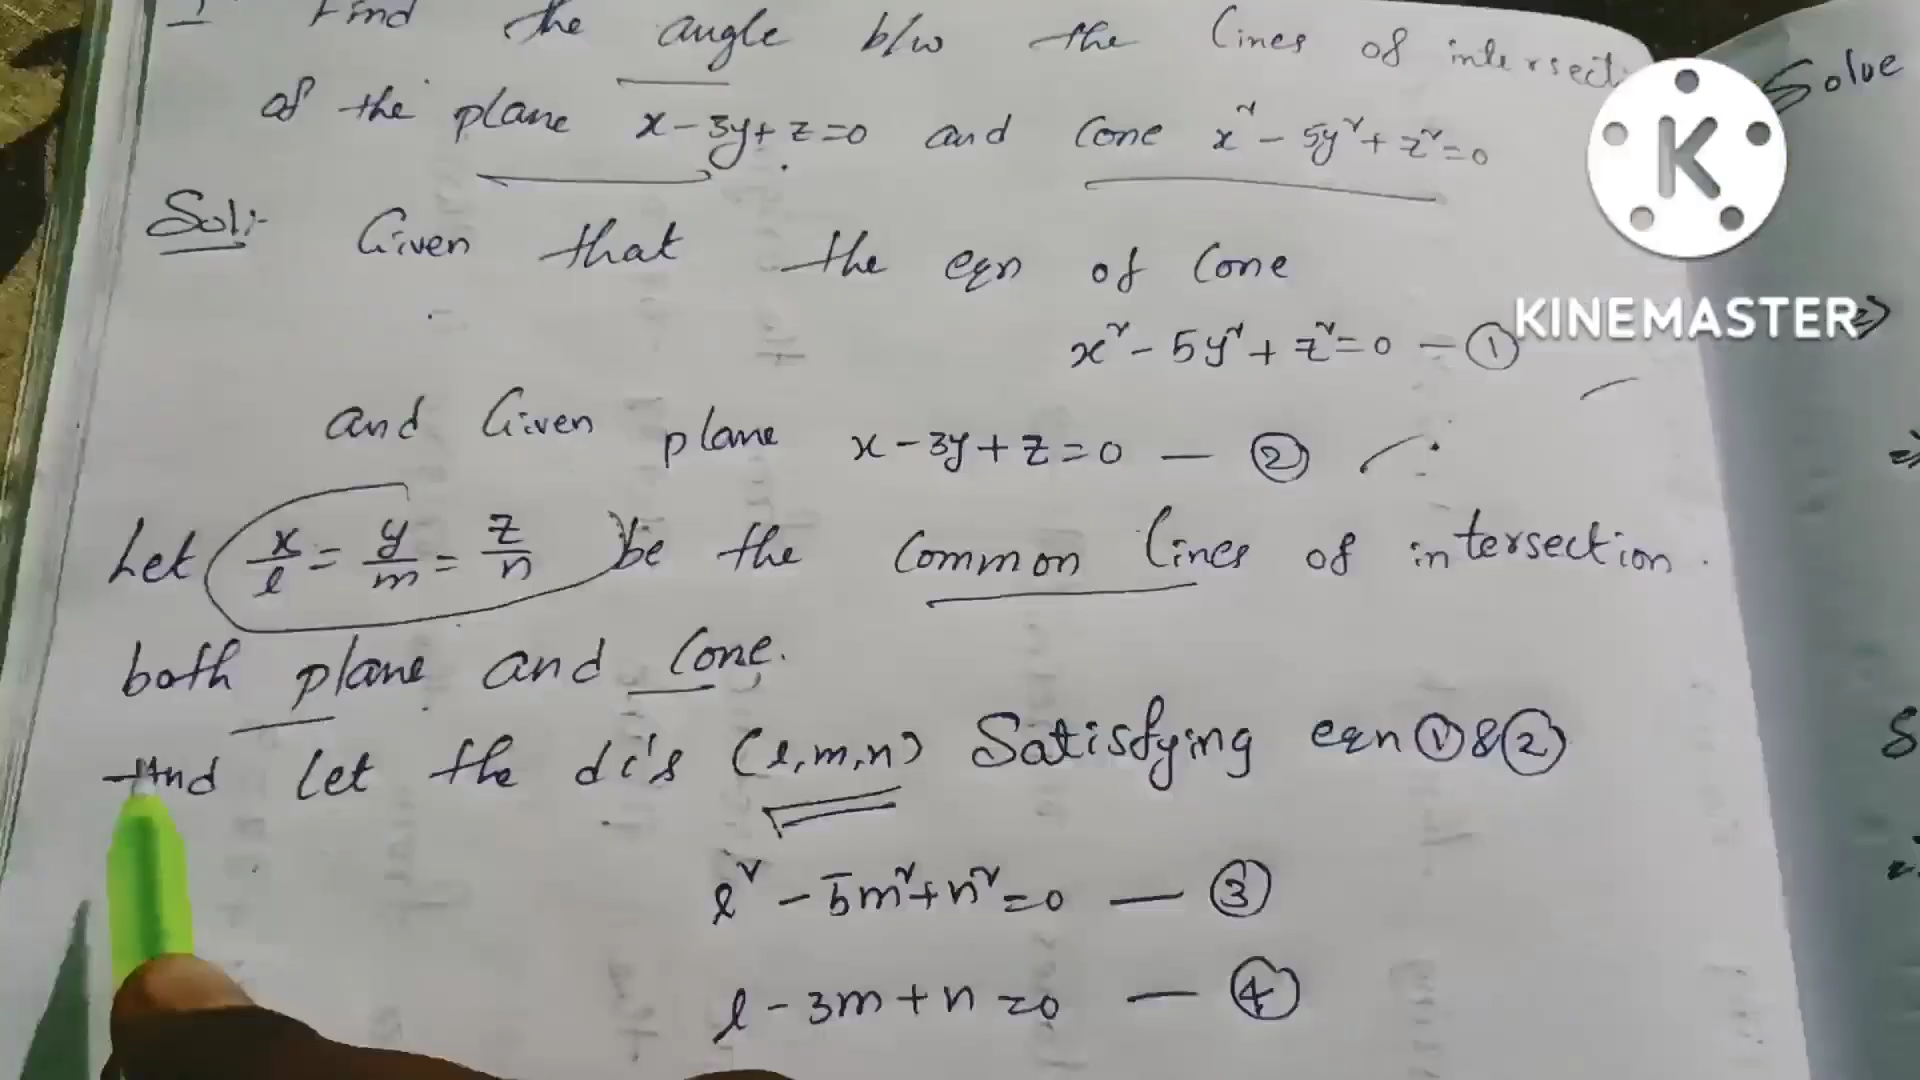 Find the angle b/w the lines of intersect
of the plane x-3y+z=0 and cone x²-5y²+z²=0
Sol:- Given that the eqn of cone
x²-5y²+z²=0 — ①
and Given plane x-3y+z=0 — ②
Let x/l = y/m = z/n be the common lines of intersection.
both plane and cone.
And let the dc's (l,m,n) Satisfying eqn ① & ②
l²-5m²+n²=0 — ③
l-3m+n=0 — ④
Solve
K
KINEMASTER